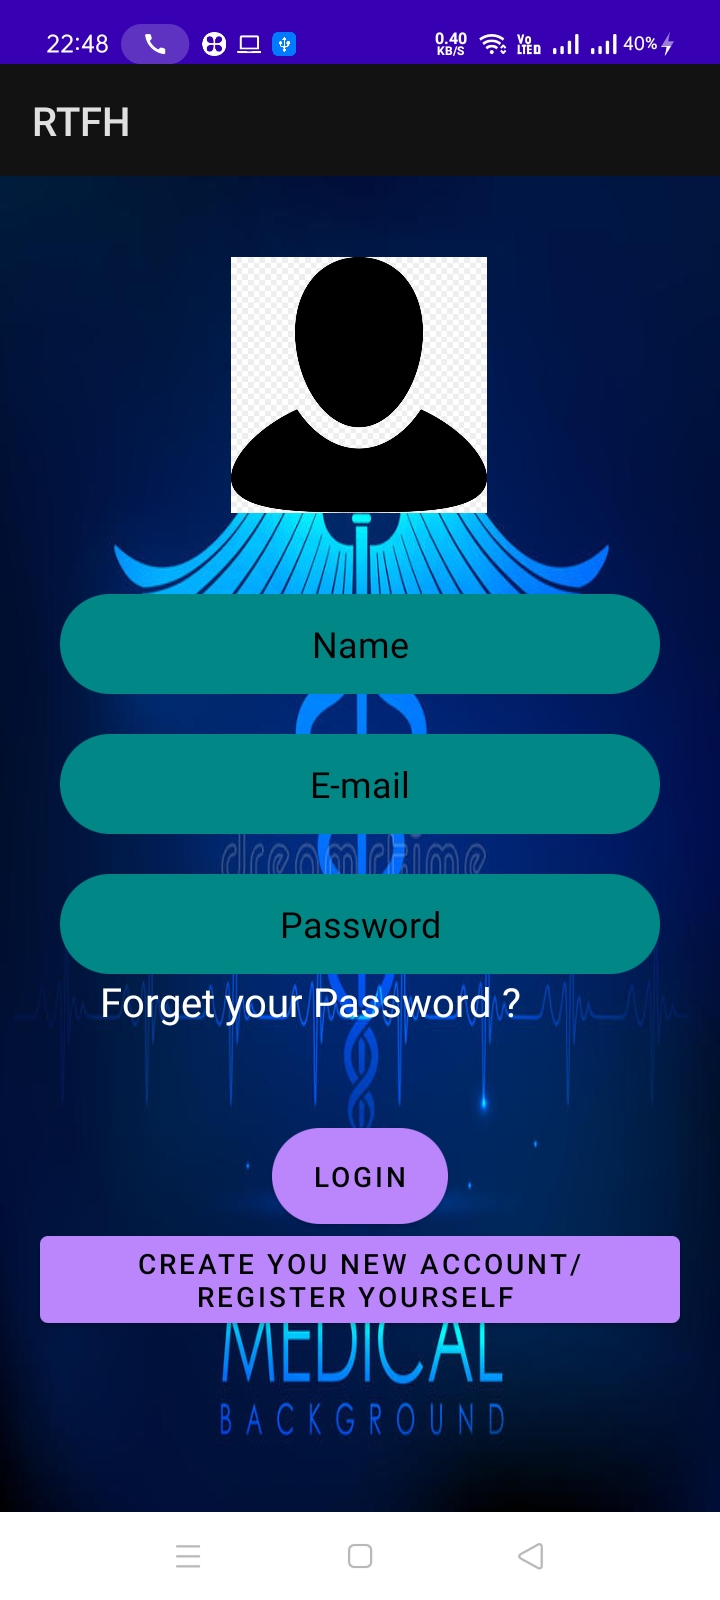 22:48
0.40 KB/S
Vo LTE
40%
RTFH
Name
E-mail
dreamstime
Password
Forget your Password ?
LOGIN
CREATE YOU NEW ACCOUNT/
REGISTER YOURSELF
MEDICAL
BACKGROUND